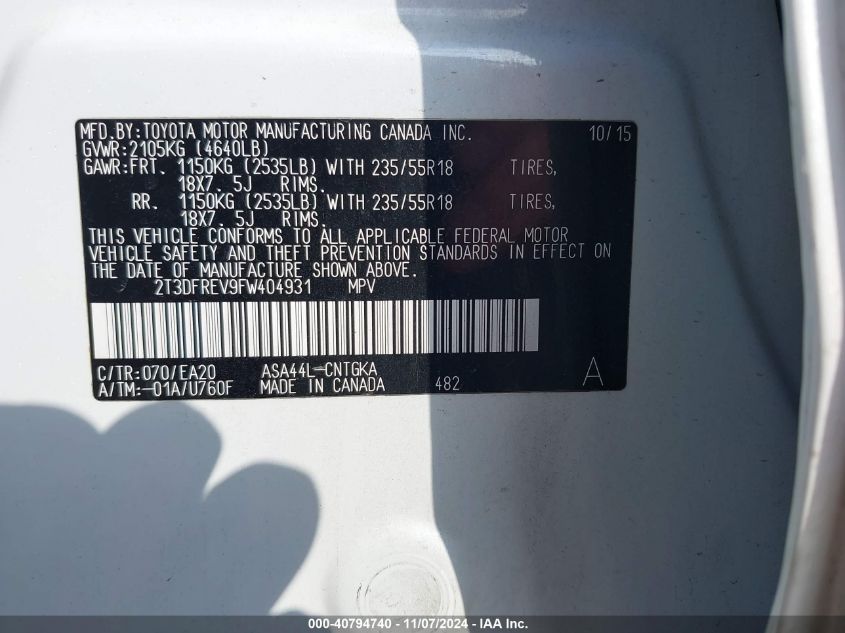 MFD.BY:TOYOTA MOTOR MANUFACTURING CANADA INC. 10/15
GVWR:2105KG (4640LB)
GAWR:FRT. 1150KG (2535LB) WITH 235/55R18 TIRES,
18X7. 5J RIMS.
RR. 1150KG (2535LB) WITH 235/55R18 TIRES,
18X7. 5J RIMS.
THIS VEHICLE CONFORMS TO ALL APPLICABLE FEDERAL MOTOR
VEHICLE SAFETY AND THEFT PREVENTION STANDARDS IN EFFECT ON
THE DATE OF MANUFACTURE SHOWN ABOVE.
2T3DFREV9FW404931 MPV
C/TR:070/EA20 ASA44L-CNTGKA
A/TM:-01A/U760F MADE IN CANADA 482 A
000-40794740 - 11/07/2024 - IAA Inc.